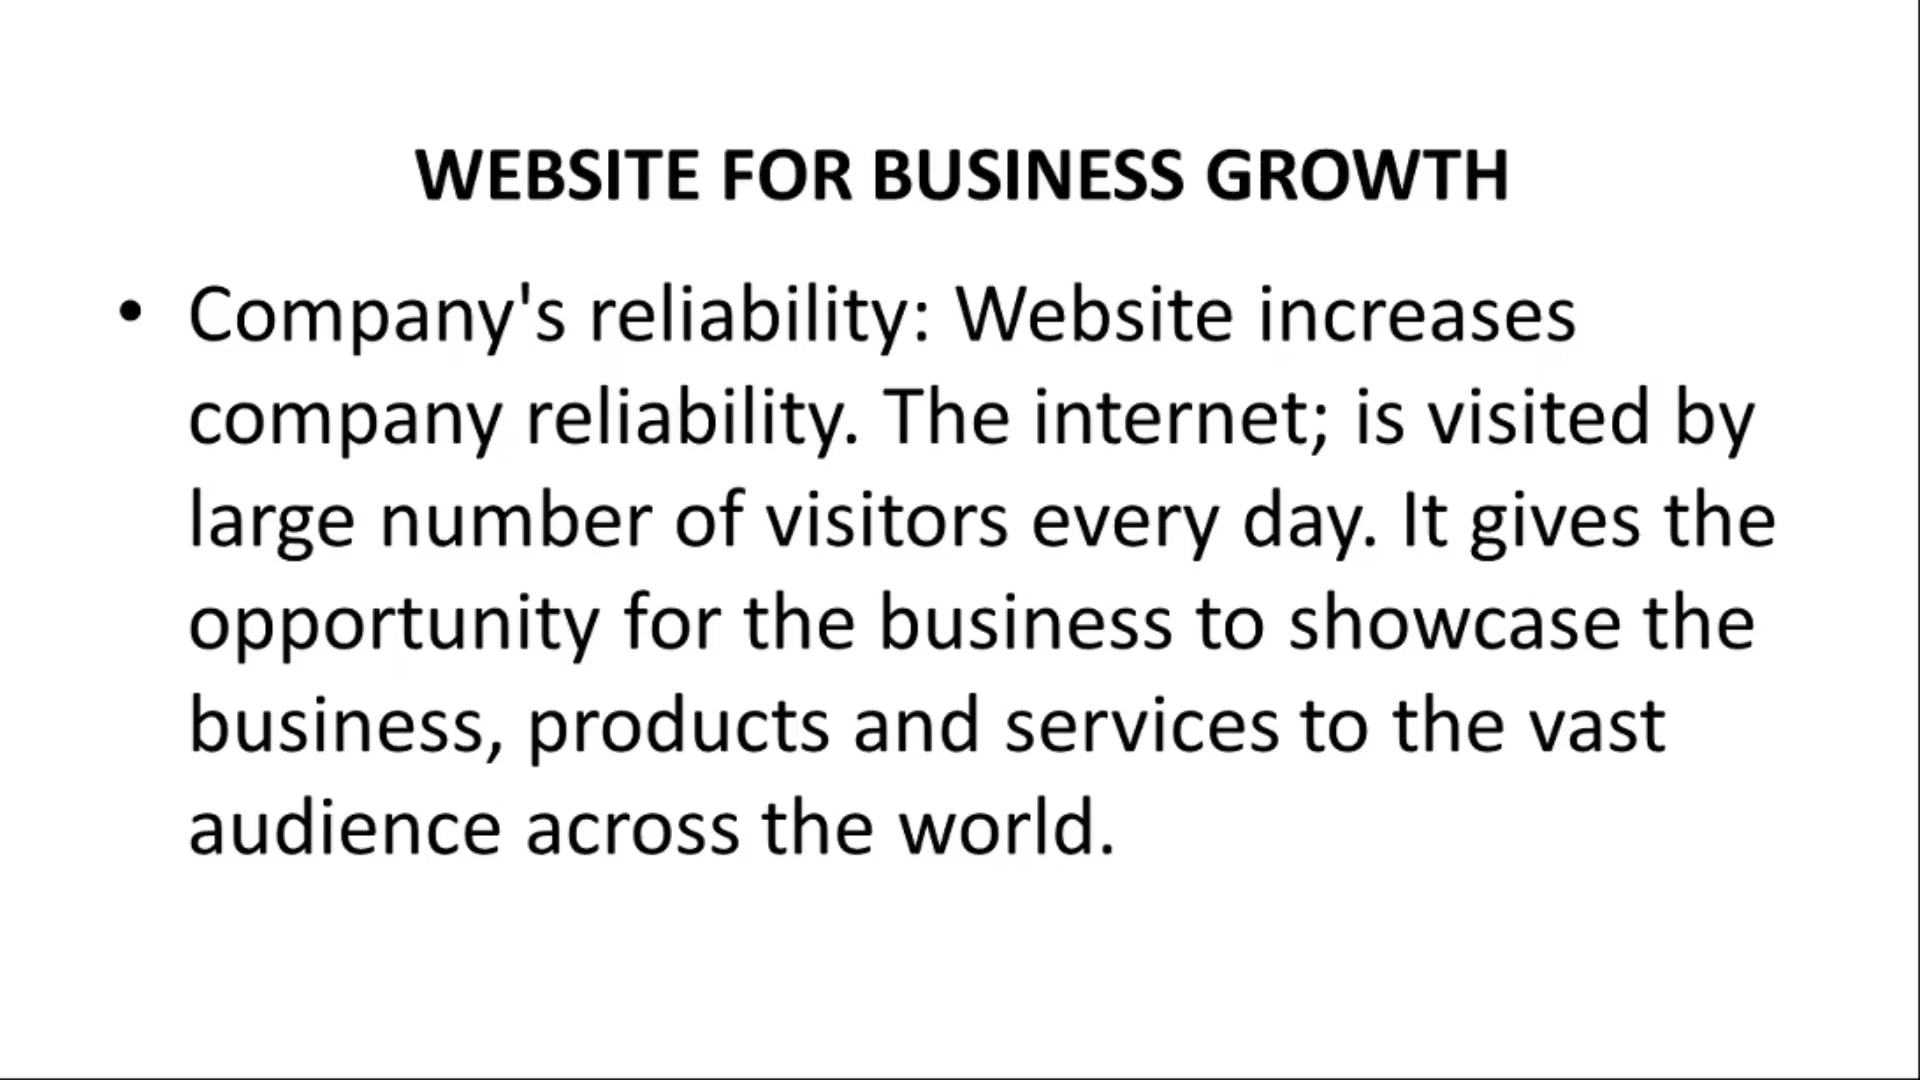 WEBSITE FOR BUSINESS GROWTH
• Company's reliability: Website increases
company reliability. The internet; is visited by
large number of visitors every day. It gives the
opportunity for the business to showcase the
business, products and services to the vast
audience across the world.